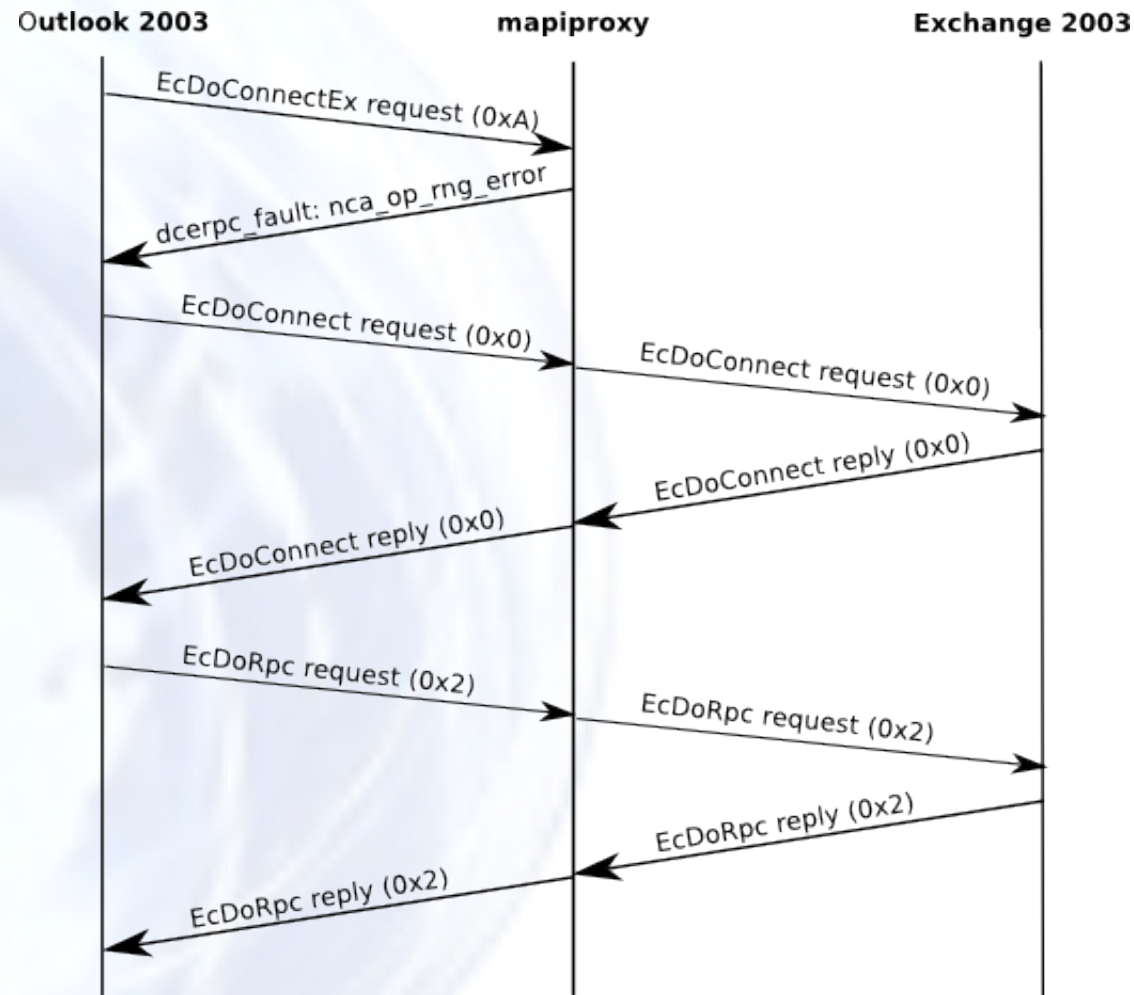 Outlook 2003 mapiproxy Exchange 2003
EcDoConnectEx request (0xA)
dcerpc_fault: nca_op_rng_error
EcDoConnect request (0x0)
EcDoConnect request (0x0)
EcDoConnect reply (0x0)
EcDoConnect reply (0x0)
EcDoRpc request (0x2)
EcDoRpc request (0x2)
EcDoRpc reply (0x2)
EcDoRpc reply (0x2)